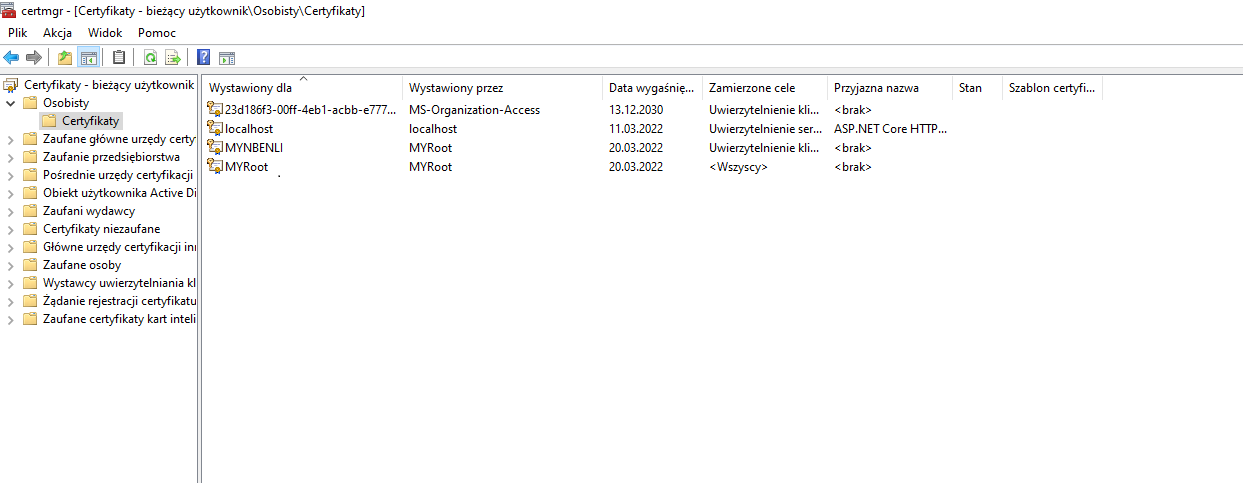 certmgr - [Certyfikaty - bieżący użytkownik\Osobisty\Certyfikaty]
Plik Akcja Widok Pomoc
Certyfikaty - bieżący użytkownik
Osobisty
Certyfikaty
Zaufane główne urzędy certy
Zaufanie przedsiębiorstwa
Pośrednie urzędy certyfikacji
Obiekt użytkownika Active Di
Zaufani wydawcy
Certyfikaty niezaufane
Główne urzędy certyfikacji inn
Zaufane osoby
Wystawcy uwierzytelniania kl
Żądanie rejestracji certyfikatu
Zaufane certyfikaty kart inteli
Wystawiony dla Wystawiony przez Data wygaśnię... Zamierzone cele Przyjazna nazwa Stan Szablon certyfi...
23d186f3-00ff-4eb1-acbb-e777... MS-Organization-Access 13.12.2030 Uwierzytelnienie kli... <brak>
localhost localhost 11.03.2022 Uwierzytelnienie ser... ASP.NET Core HTTP...
MYNBENLI MYRoot 20.03.2022 Uwierzytelnienie kli... <brak>
MYRoot MYRoot 20.03.2022 <Wszyscy> <brak>